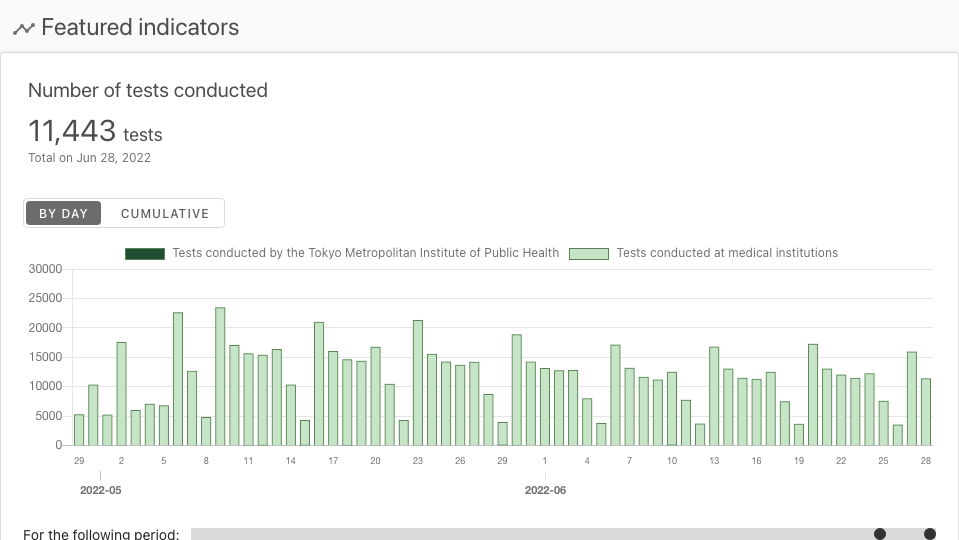 Featured indicators
Number of tests conducted
11,443 tests
Total on Jun 28, 2022
BY DAY CUMULATIVE
Tests conducted by the Tokyo Metropolitan Institute of Public Health Tests conducted at medical institutions
30000
25000
20000
15000
10000
5000
0
29 2 5 8 11 14 17 20 23 26 29 1 4 7 10 13 16 19 22 25 28
2022-05 2022-06
For the following period: